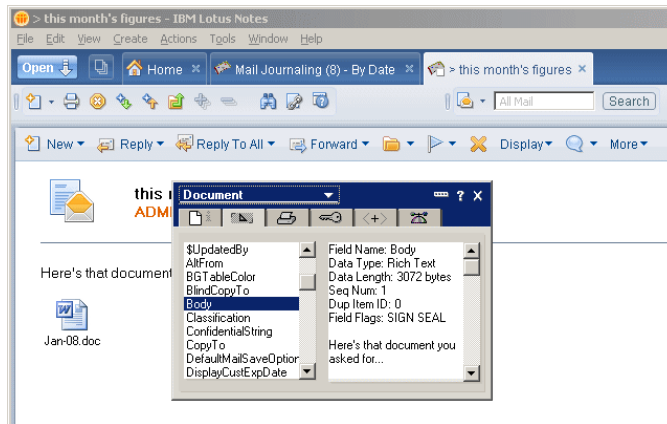 > this month's figures - IBM Lotus Notes
File Edit View Create Actions Tools Window Help
Open Home × Mail Journaling (8) - By Date × > this month's figures ×
All Mail Search
New Reply Reply To All Forward Display More
this
Document ? X
ADMI
<+>
Here's that document
Jan-08.doc
$UpdatedBy
AltFrom
BGTableColor
BlindCopyTo
Body
Classification
ConfidentialString
CopyTo
DefaultMailSaveOption
DisplayCustExpDate
Field Name: Body
Data Type: Rich Text
Data Length: 3072 bytes
Seq Num: 1
Dup Item ID: 0
Field Flags: SIGN SEAL
Here's that document you
asked for...